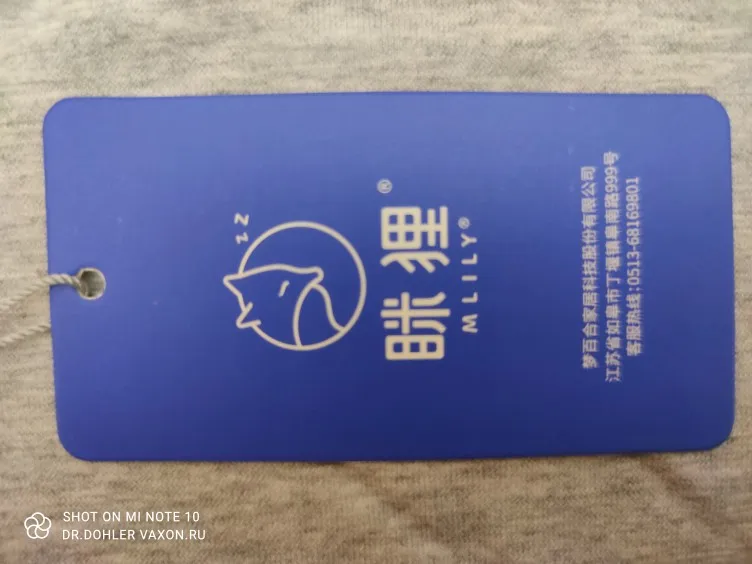 zz
眯狸®
MLILY®
梦百合家居科技股份有限公司
江苏省如皋市丁堰镇皋南路999号
客服热线:0513-68169801
SHOT ON MI NOTE 10
DR.DOHLER VAXON.RU